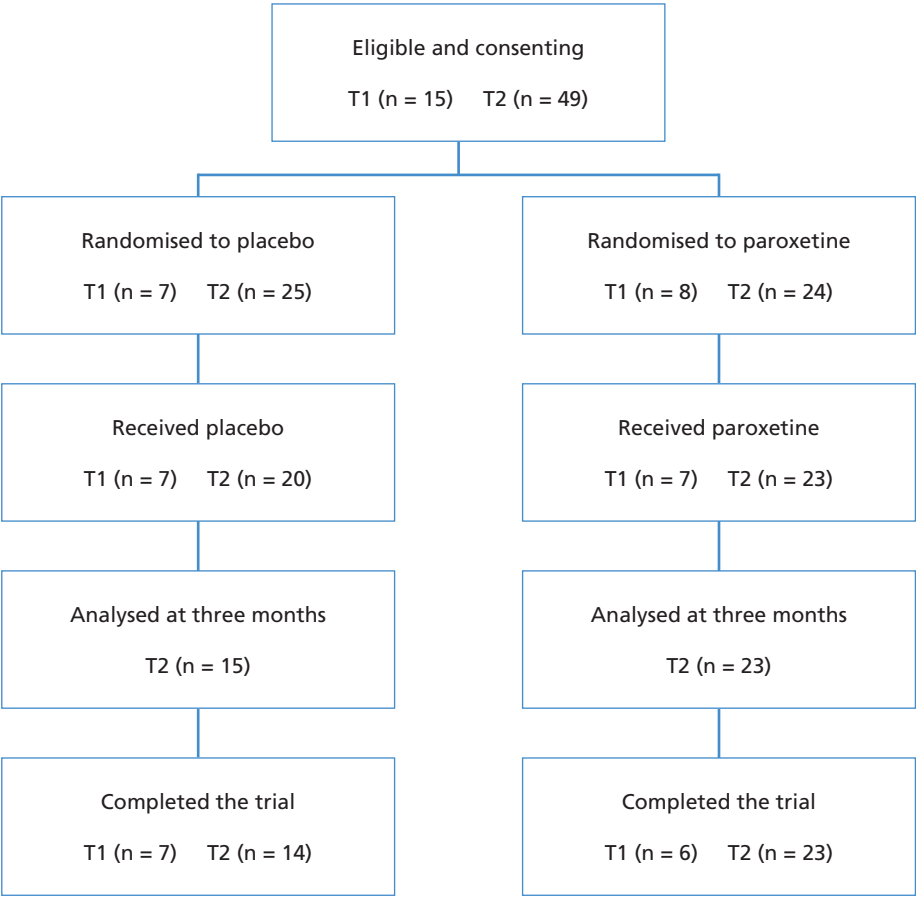 Eligible and consenting
T1 (n = 15) T2 (n = 49)
Randomised to placebo
T1 (n = 7) T2 (n = 25)
Randomised to paroxetine
T1 (n = 8) T2 (n = 24)
Received placebo
T1 (n = 7) T2 (n = 20)
Received paroxetine
T1 (n = 7) T2 (n = 23)
Analysed at three months
T2 (n = 15)
Analysed at three months
T2 (n = 23)
Completed the trial
T1 (n = 7) T2 (n = 14)
Completed the trial
T1 (n = 6) T2 (n = 23)